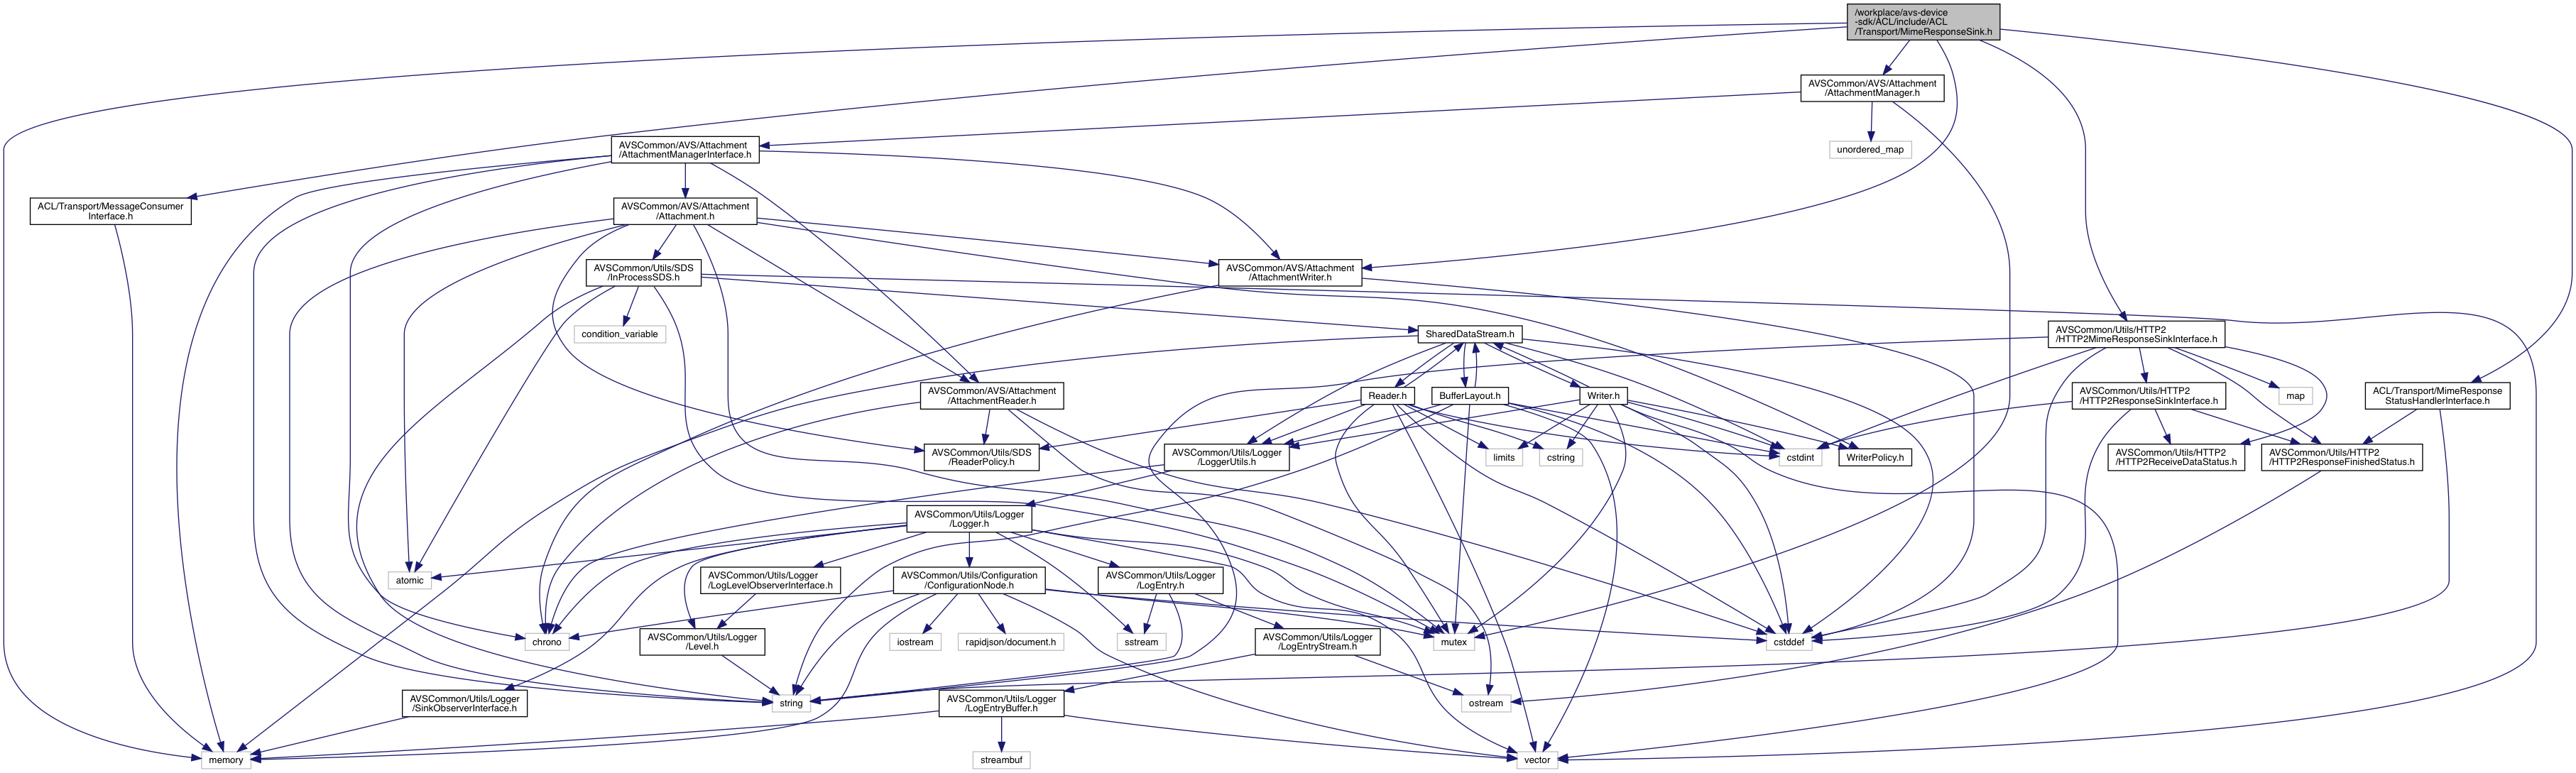 /workplace/avs-device
-sdk/ACL/include/ACL
/Transport/MimeResponseSink.h
AVSCommon/AVS/Attachment
/AttachmentManager.h
unordered_map
AVSCommon/AVS/Attachment
/AttachmentManagerInterface.h
ACL/Transport/MessageConsumer
Interface.h
AVSCommon/AVS/Attachment
/Attachment.h
AVSCommon/Utils/SDS
/InProcessSDS.h
AVSCommon/AVS/Attachment
/AttachmentWriter.h
condition_variable
SharedDataStream.h
AVSCommon/Utils/HTTP2
/HTTP2MimeResponseSinkInterface.h
AVSCommon/AVS/Attachment
/AttachmentReader.h
Reader.h
BufferLayout.h
Writer.h
AVSCommon/Utils/HTTP2
/HTTP2ResponseSinkInterface.h
map
ACL/Transport/MimeResponse
StatusHandlerInterface.h
AVSCommon/Utils/SDS
/ReaderPolicy.h
AVSCommon/Utils/Logger
/LoggerUtils.h
limits
cstring
cstdint
WriterPolicy.h
AVSCommon/Utils/HTTP2
/HTTP2ReceiveDataStatus.h
AVSCommon/Utils/HTTP2
/HTTP2ResponseFinishedStatus.h
AVSCommon/Utils/Logger
/Logger.h
atomic
AVSCommon/Utils/Logger
/LogLevelObserverInterface.h
AVSCommon/Utils/Configuration
/ConfigurationNode.h
AVSCommon/Utils/Logger
/LogEntry.h
chrono
AVSCommon/Utils/Logger
/Level.h
iostream
rapidjson/document.h
sstream
AVSCommon/Utils/Logger
/LogEntryStream.h
mutex
cstddef
AVSCommon/Utils/Logger
/SinkObserverInterface.h
string
AVSCommon/Utils/Logger
/LogEntryBuffer.h
ostream
memory
streambuf
vector